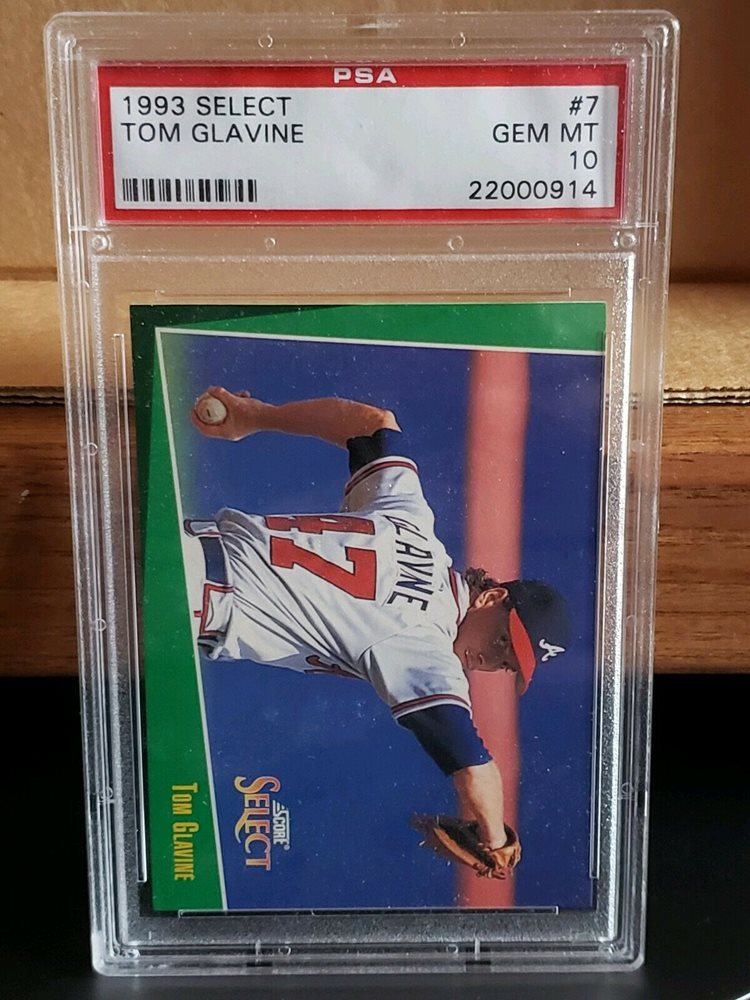 PSA
1993 SELECT #7
TOM GLAVINE GEM MT
10
22000914
GLAVINE
47
A
SCORE®
SELECT
TOM GLAVINE